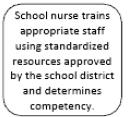 School nurse trains
appropriate staff
using standardized
resources approved
by the school district
and determines
competency.